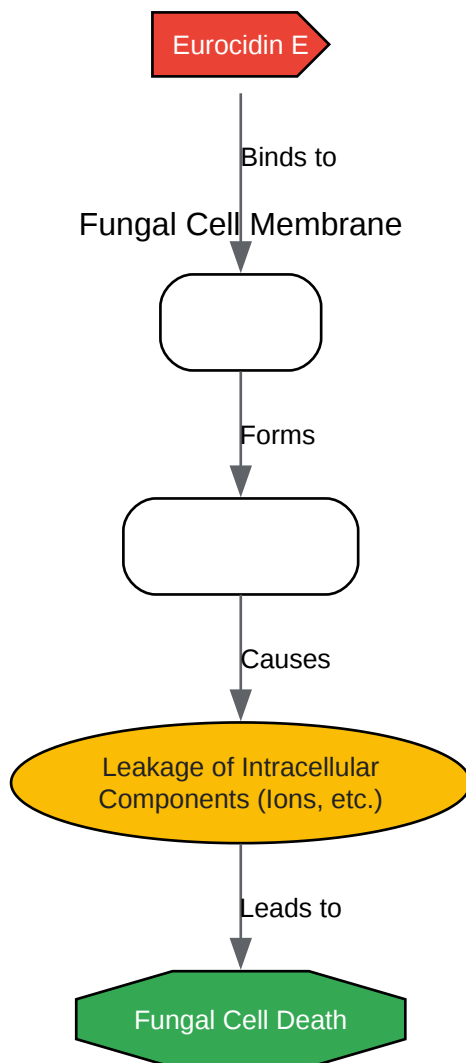 Eurocidin E
Binds to
Fungal Cell Membrane
Forms
Causes
Leakage of Intracellular
Components (Ions, etc.)
Leads to
Fungal Cell Death